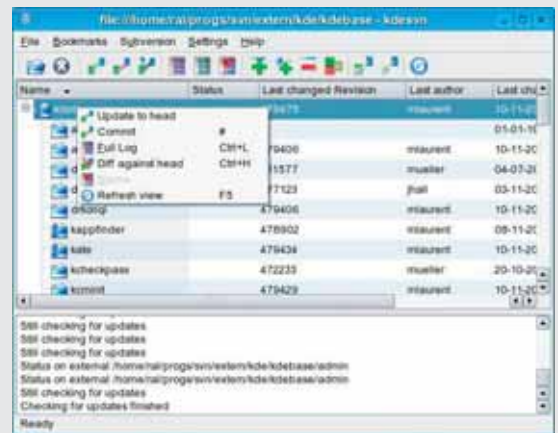 file:///home/ral/progs/svn/extern/kde/kdebase - kdesvn
File Bookmarks Subversion Settings Help
Name Status Last changed Revision Last author Last cha
Update to head
Commit #
01-01-19
Full Log Ctrl+L 79406 mlaurent 10-11-20
Diff against head Ctrl+H 1577 mueller 04-07-20
77123 jhall 03-11-20
Refresh view F5
479406 mlaurent 10-11-20
kappfinder 478902 mlaurent 08-11-20
kate 479434 mlaurent 10-11-20
kcheckpass 472233 mueller 20-10-20
kcminit 479429 mlaurent 10-11-20
Still checking for updates
Still checking for updates
Still checking for updates
Status on external /home/ral/progs/svn/extern/kde/kdebase/admin
Status on external /home/ral/progs/svn/extern/kde/kdebase/admin
Still checking for updates
Checking for updates finished
Ready